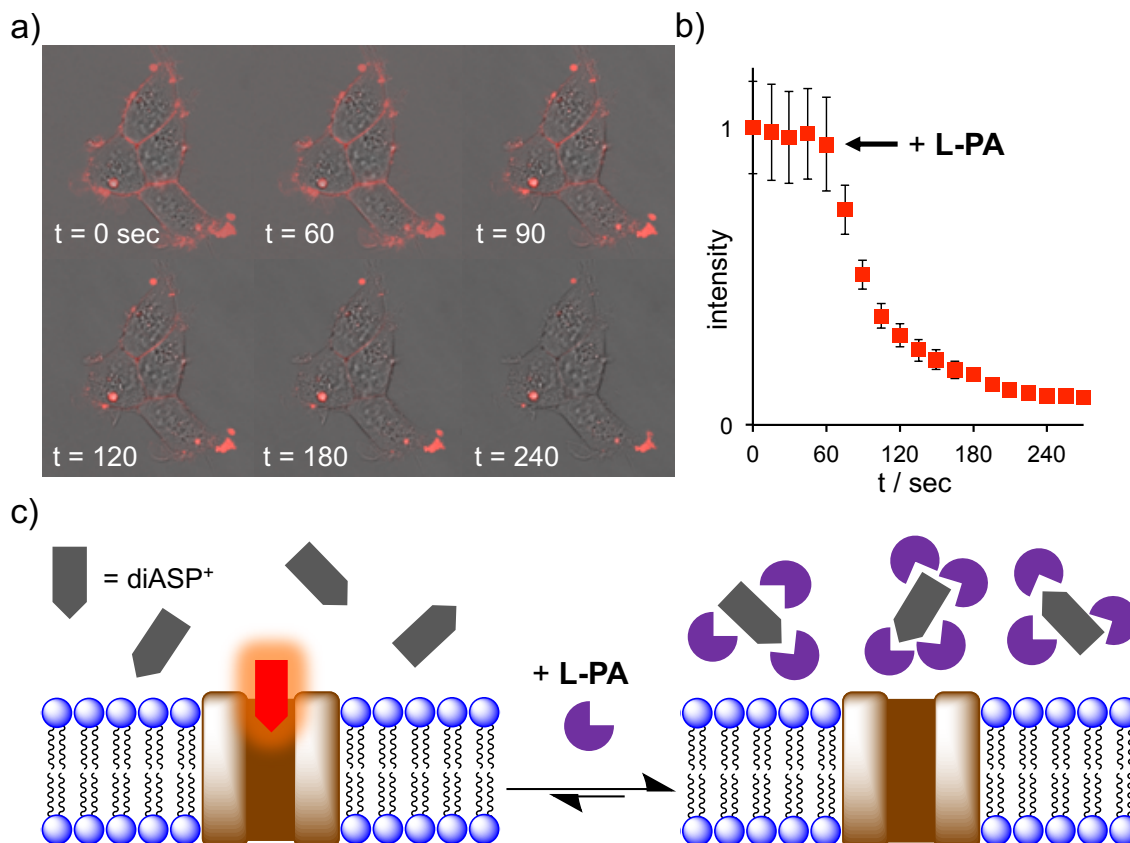 a)
t = 0 sec
t = 60
t = 90
t = 120
t = 180
t = 240
b)
1
+ L-PA
intensity
0
0
60
120
180
240
t / sec
c)
= diASP⁺
+ L-PA